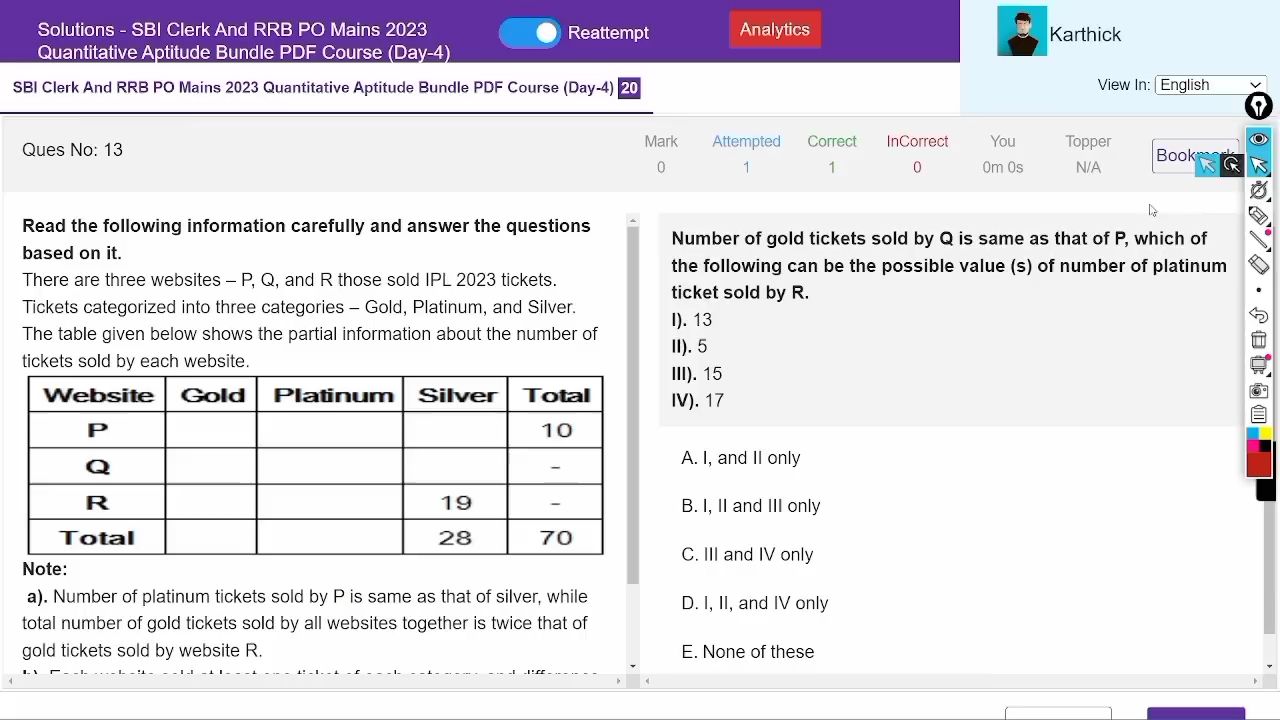 Solutions - SBI Clerk And RRB PO Mains 2023
Quantitative Aptitude Bundle PDF Course (Day-4)
Reattempt
Analytics
Karthick
SBI Clerk And RRB PO Mains 2023 Quantitative Aptitude Bundle PDF Course (Day-4) 20
View In: English
Ques No: 13
Mark Attempted Correct InCorrect You Topper
0 1 1 0 0m 0s N/A
Read the following information carefully and answer the questions
based on it.
There are three websites – P, Q, and R those sold IPL 2023 tickets.
Tickets categorized into three categories – Gold, Platinum, and Silver.
The table given below shows the partial information about the number of
tickets sold by each website.
Website Gold Platinum Silver Total
P 10
Q -
R 19 -
Total 28 70
Note:
a). Number of platinum tickets sold by P is same as that of silver, while
total number of gold tickets sold by all websites together is twice that of
gold tickets sold by website R.
Number of gold tickets sold by Q is same as that of P, which of
the following can be the possible value (s) of number of platinum
ticket sold by R.
I). 13
II). 5
III). 15
IV). 17
A. I, and II only
B. I, II and III only
C. III and IV only
D. I, II, and IV only
E. None of these